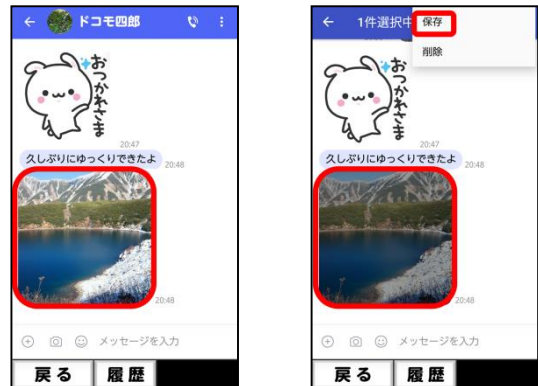 ドコモ四郎
おつかれさま
20:47
久しぶりにゆっくりできたよ
20:48
20:48
メッセージを入力
戻る 履歴
1件選択中
保存
削除
おつかれさま
20:47
久しぶりにゆっくりできたよ
20:48
20:48
メッセージを入力
戻る 履歴